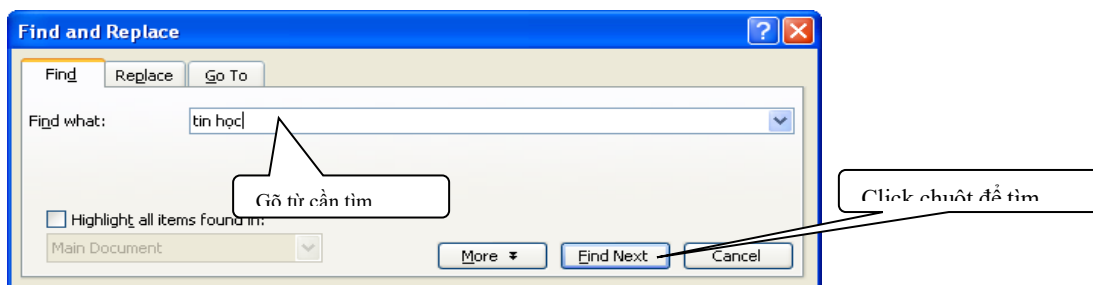 Find and Replace
Find Replace Go To
Find what: tin học
Gõ từ cần tìm
Click chuột để tìm
Highlight all items found in:
Main Document
More Find Next Cancel